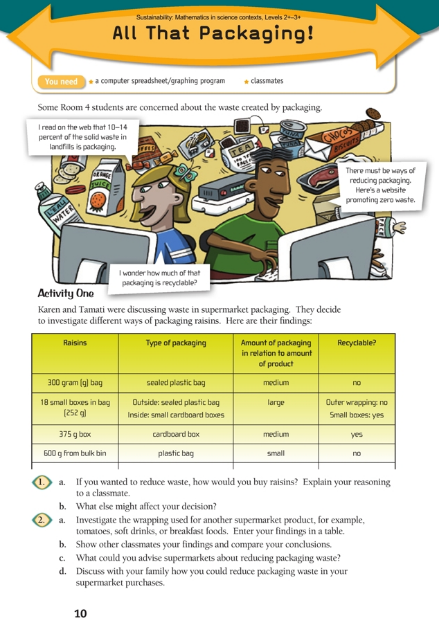 Sustainability: Mathematics in science contexts, Levels 2+–3+
All That Packaging!
You need
★ a computer spreadsheet/graphing program
★ classmates
Some Room 4 students are concerned about the waste created by packaging.
I read on the web that 10–14
percent of the solid waste in
landfills is packaging.
There must be ways of
reducing packaging.
Here's a website
promoting zero waste.
CHOCOS
BISCUITS
TEA
ORANGE
JUICE
WATER
I wonder how much of that
packaging is recyclable?
Activity One
Karen and Tamati were discussing waste in supermarket packaging. They decide
to investigate different ways of packaging raisins. Here are their findings:
Raisins
Type of packaging
Amount of packaging
in relation to amount
of product
Recyclable?
300 gram (g) bag
sealed plastic bag
medium
no
18 small boxes in bag
(252 g)
Outside: sealed plastic bag
Inside: small cardboard boxes
large
Outer wrapping: no
Small boxes: yes
375 g box
cardboard box
medium
yes
600 g from bulk bin
plastic bag
small
no
1. a. If you wanted to reduce waste, how would you buy raisins? Explain your reasoning
to a classmate.
b. What else might affect your decision?
2. a. Investigate the wrapping used for another supermarket product, for example,
tomatoes, soft drinks, or breakfast foods. Enter your findings in a table.
b. Show other classmates your findings and compare your conclusions.
c. What could you advise supermarkets about reducing packaging waste?
d. Discuss with your family how you could reduce packaging waste in your
supermarket purchases.
10